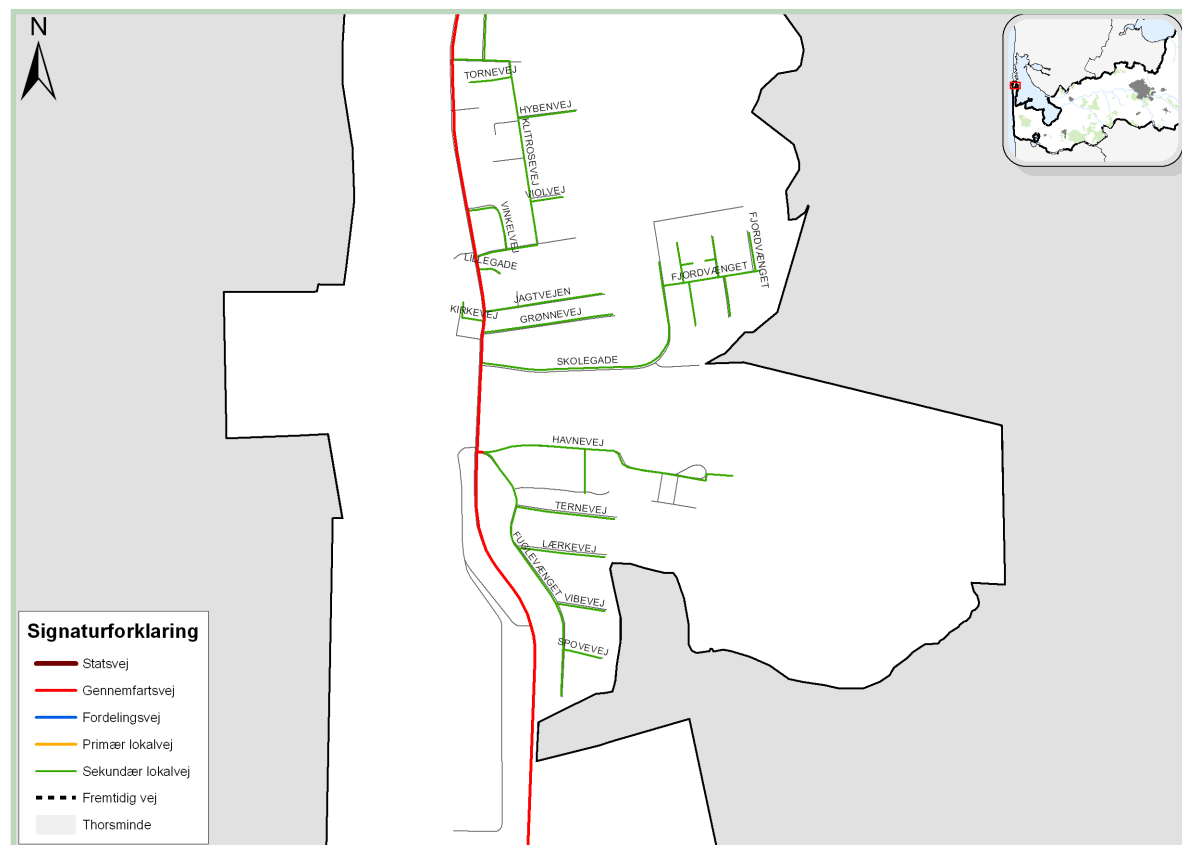 N
TORNEVEJ
HYBENVEJ
KLITROSEVEJ
VIOLVEJ
VINKELVEJ
LILLEGADE
FJORDVÆNGET
FJORDVÆNGET
JAGTVEJEN
KIRKEVEJ
GRØNNEVEJ
SKOLEGADE
HAVNEVEJ
TERNEVEJ
LÆRKEVEJ
FUGLEVÆNGET
VIBEVEJ
SPOVEVEJ
Signaturforklaring
Statsvej
Gennemfartsvej
Fordelingsvej
Primær lokalvej
Sekundær lokalvej
Fremtidig vej
Thorsminde